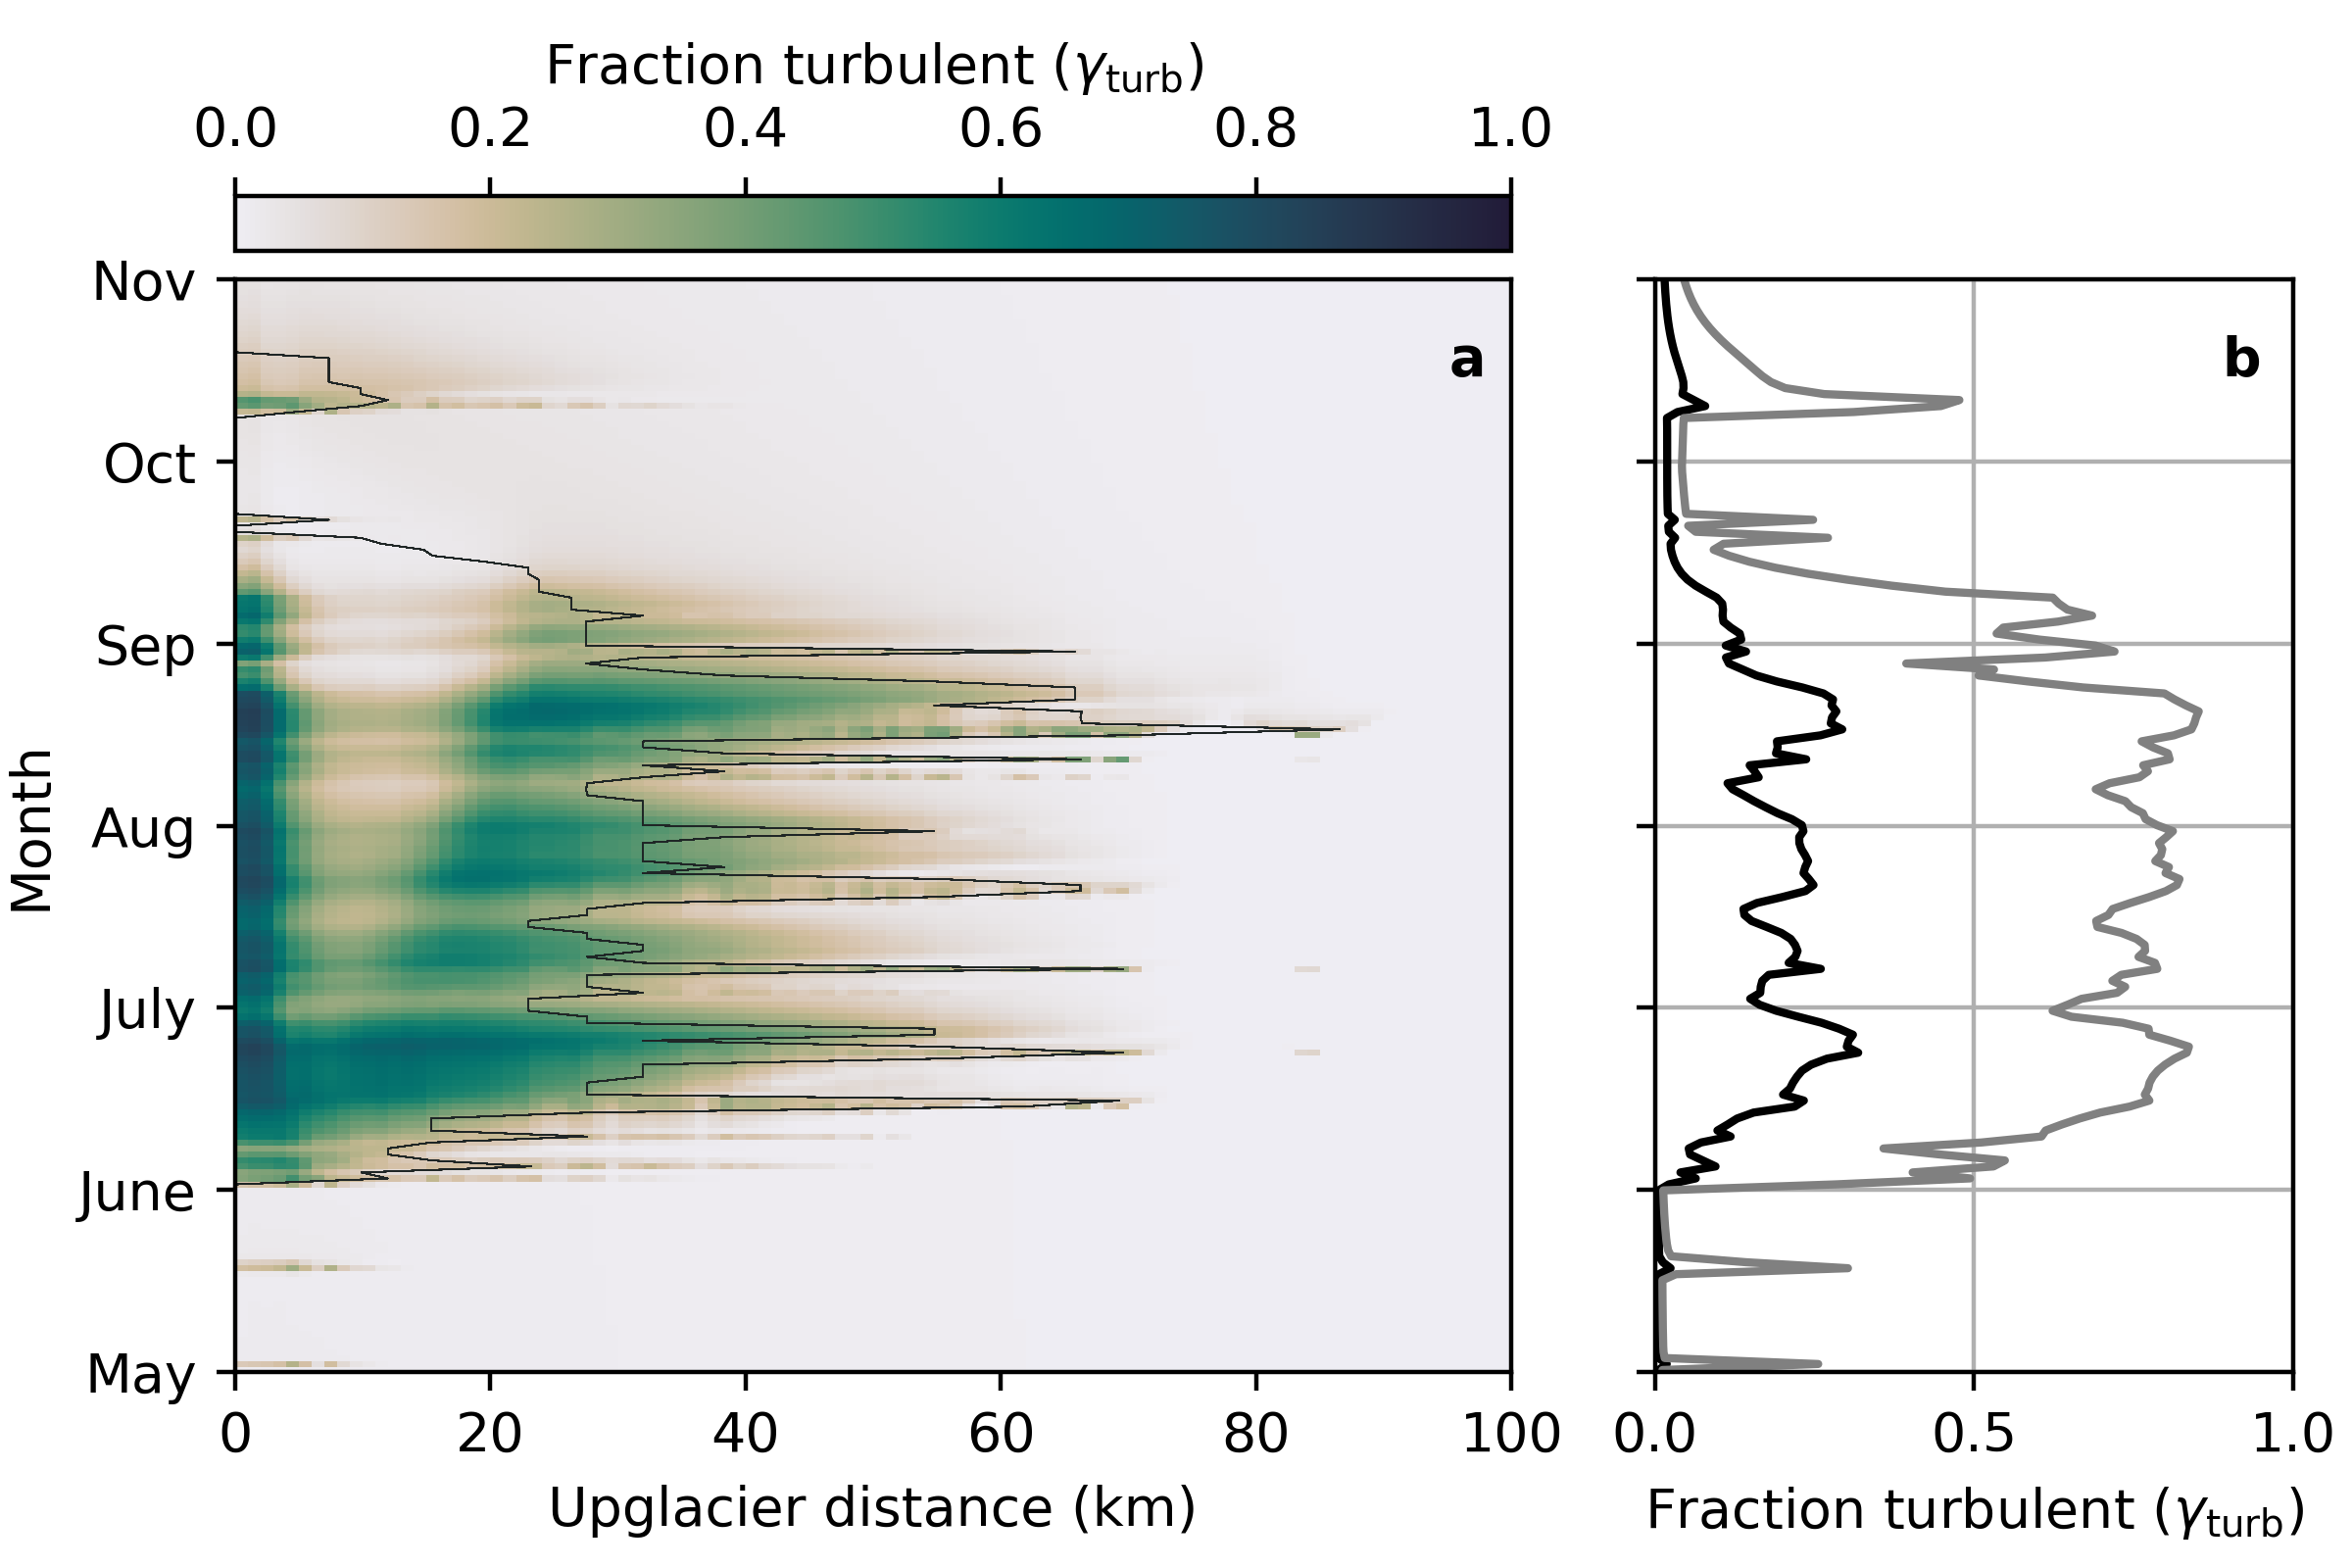 Fraction turbulent (γturb)
0.0 0.2 0.4 0.6 0.8 1.0
a
b
Nov
Oct
Sep
Aug
July
June
May
Month
0 20 40 60 80 100
Upglacier distance (km)
0.0 0.5 1.0
Fraction turbulent (γturb)